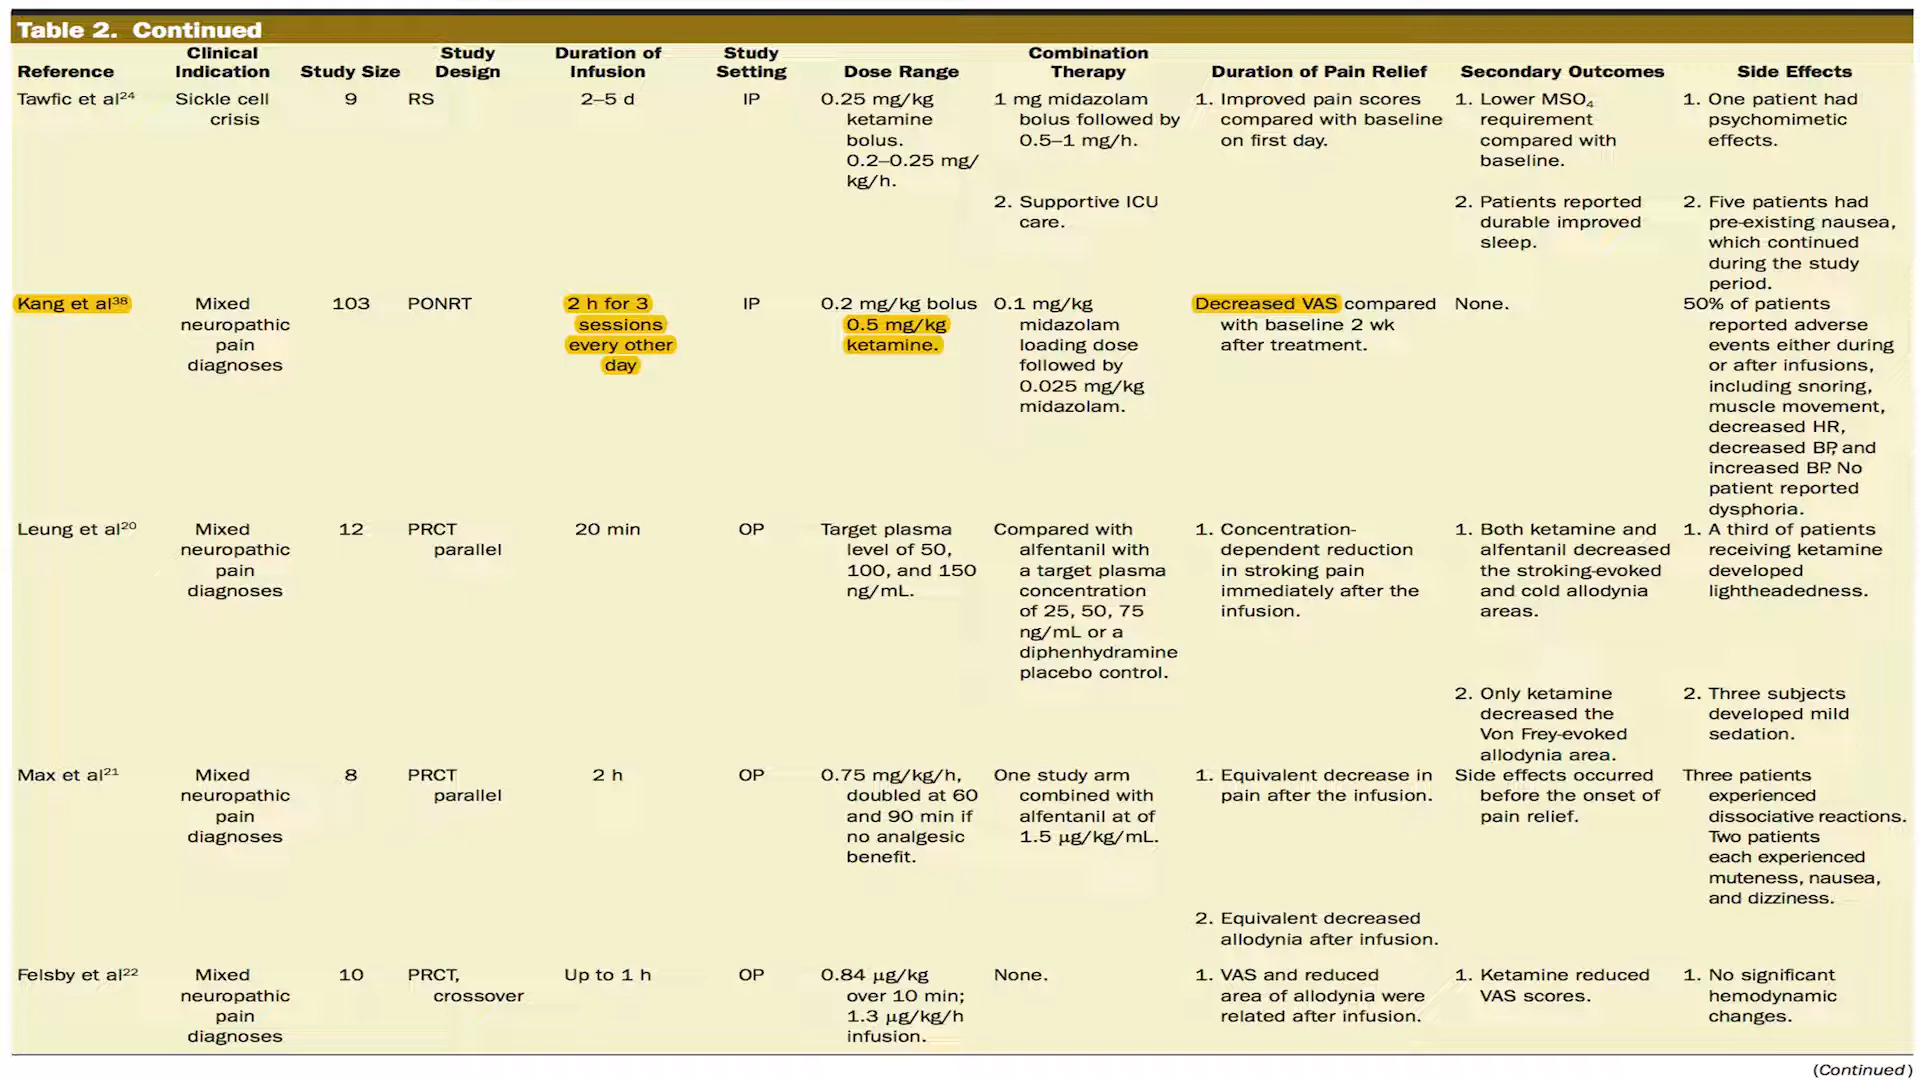 Table 2. Continued
Reference
Clinical
Indication
Study Size
Study
Design
Duration of
Infusion
Study
Setting
Dose Range
Combination
Therapy
Duration of Pain Relief
Secondary Outcomes
Side Effects
Tawfic et al24
Sickle cell
crisis
9
RS
2–5 d
IP
0.25 mg/kg
ketamine
bolus.
0.2–0.25 mg/
kg/h.
1 mg midazolam
bolus followed by
0.5–1 mg/h.
2. Supportive ICU
care.
1. Improved pain scores
compared with baseline
on first day.
1. Lower MSO4
requirement
compared with
baseline.
2. Patients reported
durable improved
sleep.
1. One patient had
psychomimetic
effects.
2. Five patients had
pre-existing nausea,
which continued
during the study
period.
Kang et al38
Mixed
neuropathic
pain
diagnoses
103
PONRT
2 h for 3
sessions
every other
day
IP
0.2 mg/kg bolus
0.5 mg/kg
ketamine.
0.1 mg/kg
midazolam
loading dose
followed by
0.025 mg/kg
midazolam.
Decreased VAS compared
with baseline 2 wk
after treatment.
None.
50% of patients
reported adverse
events either during
or after infusions,
including snoring,
muscle movement,
decreased HR,
decreased BP, and
increased BP. No
patient reported
dysphoria.
Leung et al20
Mixed
neuropathic
pain
diagnoses
12
PRCT
parallel
20 min
OP
Target plasma
level of 50,
100, and 150
ng/mL.
Compared with
alfentanil with
a target plasma
concentration
of 25, 50, 75
ng/mL or a
diphenhydramine
placebo control.
1. Concentration-
dependent reduction
in stroking pain
immediately after the
infusion.
1. Both ketamine and
alfentanil decreased
the stroking-evoked
and cold allodynia
areas.
2. Only ketamine
decreased the
Von Frey-evoked
allodynia area.
1. A third of patients
receiving ketamine
developed
lightheadedness.
2. Three subjects
developed mild
sedation.
Max et al21
Mixed
neuropathic
pain
diagnoses
8
PRCT
parallel
2 h
OP
0.75 mg/kg/h,
doubled at 60
and 90 min if
no analgesic
benefit.
One study arm
combined with
alfentanil at of
1.5 μg/kg/mL.
1. Equivalent decrease in
pain after the infusion.
2. Equivalent decreased
allodynia after infusion.
Side effects occurred
before the onset of
pain relief.
Three patients
experienced
dissociative reactions.
Two patients
each experienced
muteness, nausea,
and dizziness.
Felsby et al22
Mixed
neuropathic
pain
diagnoses
10
PRCT,
crossover
Up to 1 h
OP
0.84 μg/kg
over 10 min;
1.3 μg/kg/h
infusion.
None.
1. VAS and reduced
area of allodynia were
related after infusion.
1. Ketamine reduced
VAS scores.
1. No significant
hemodynamic
changes.
(Continued)